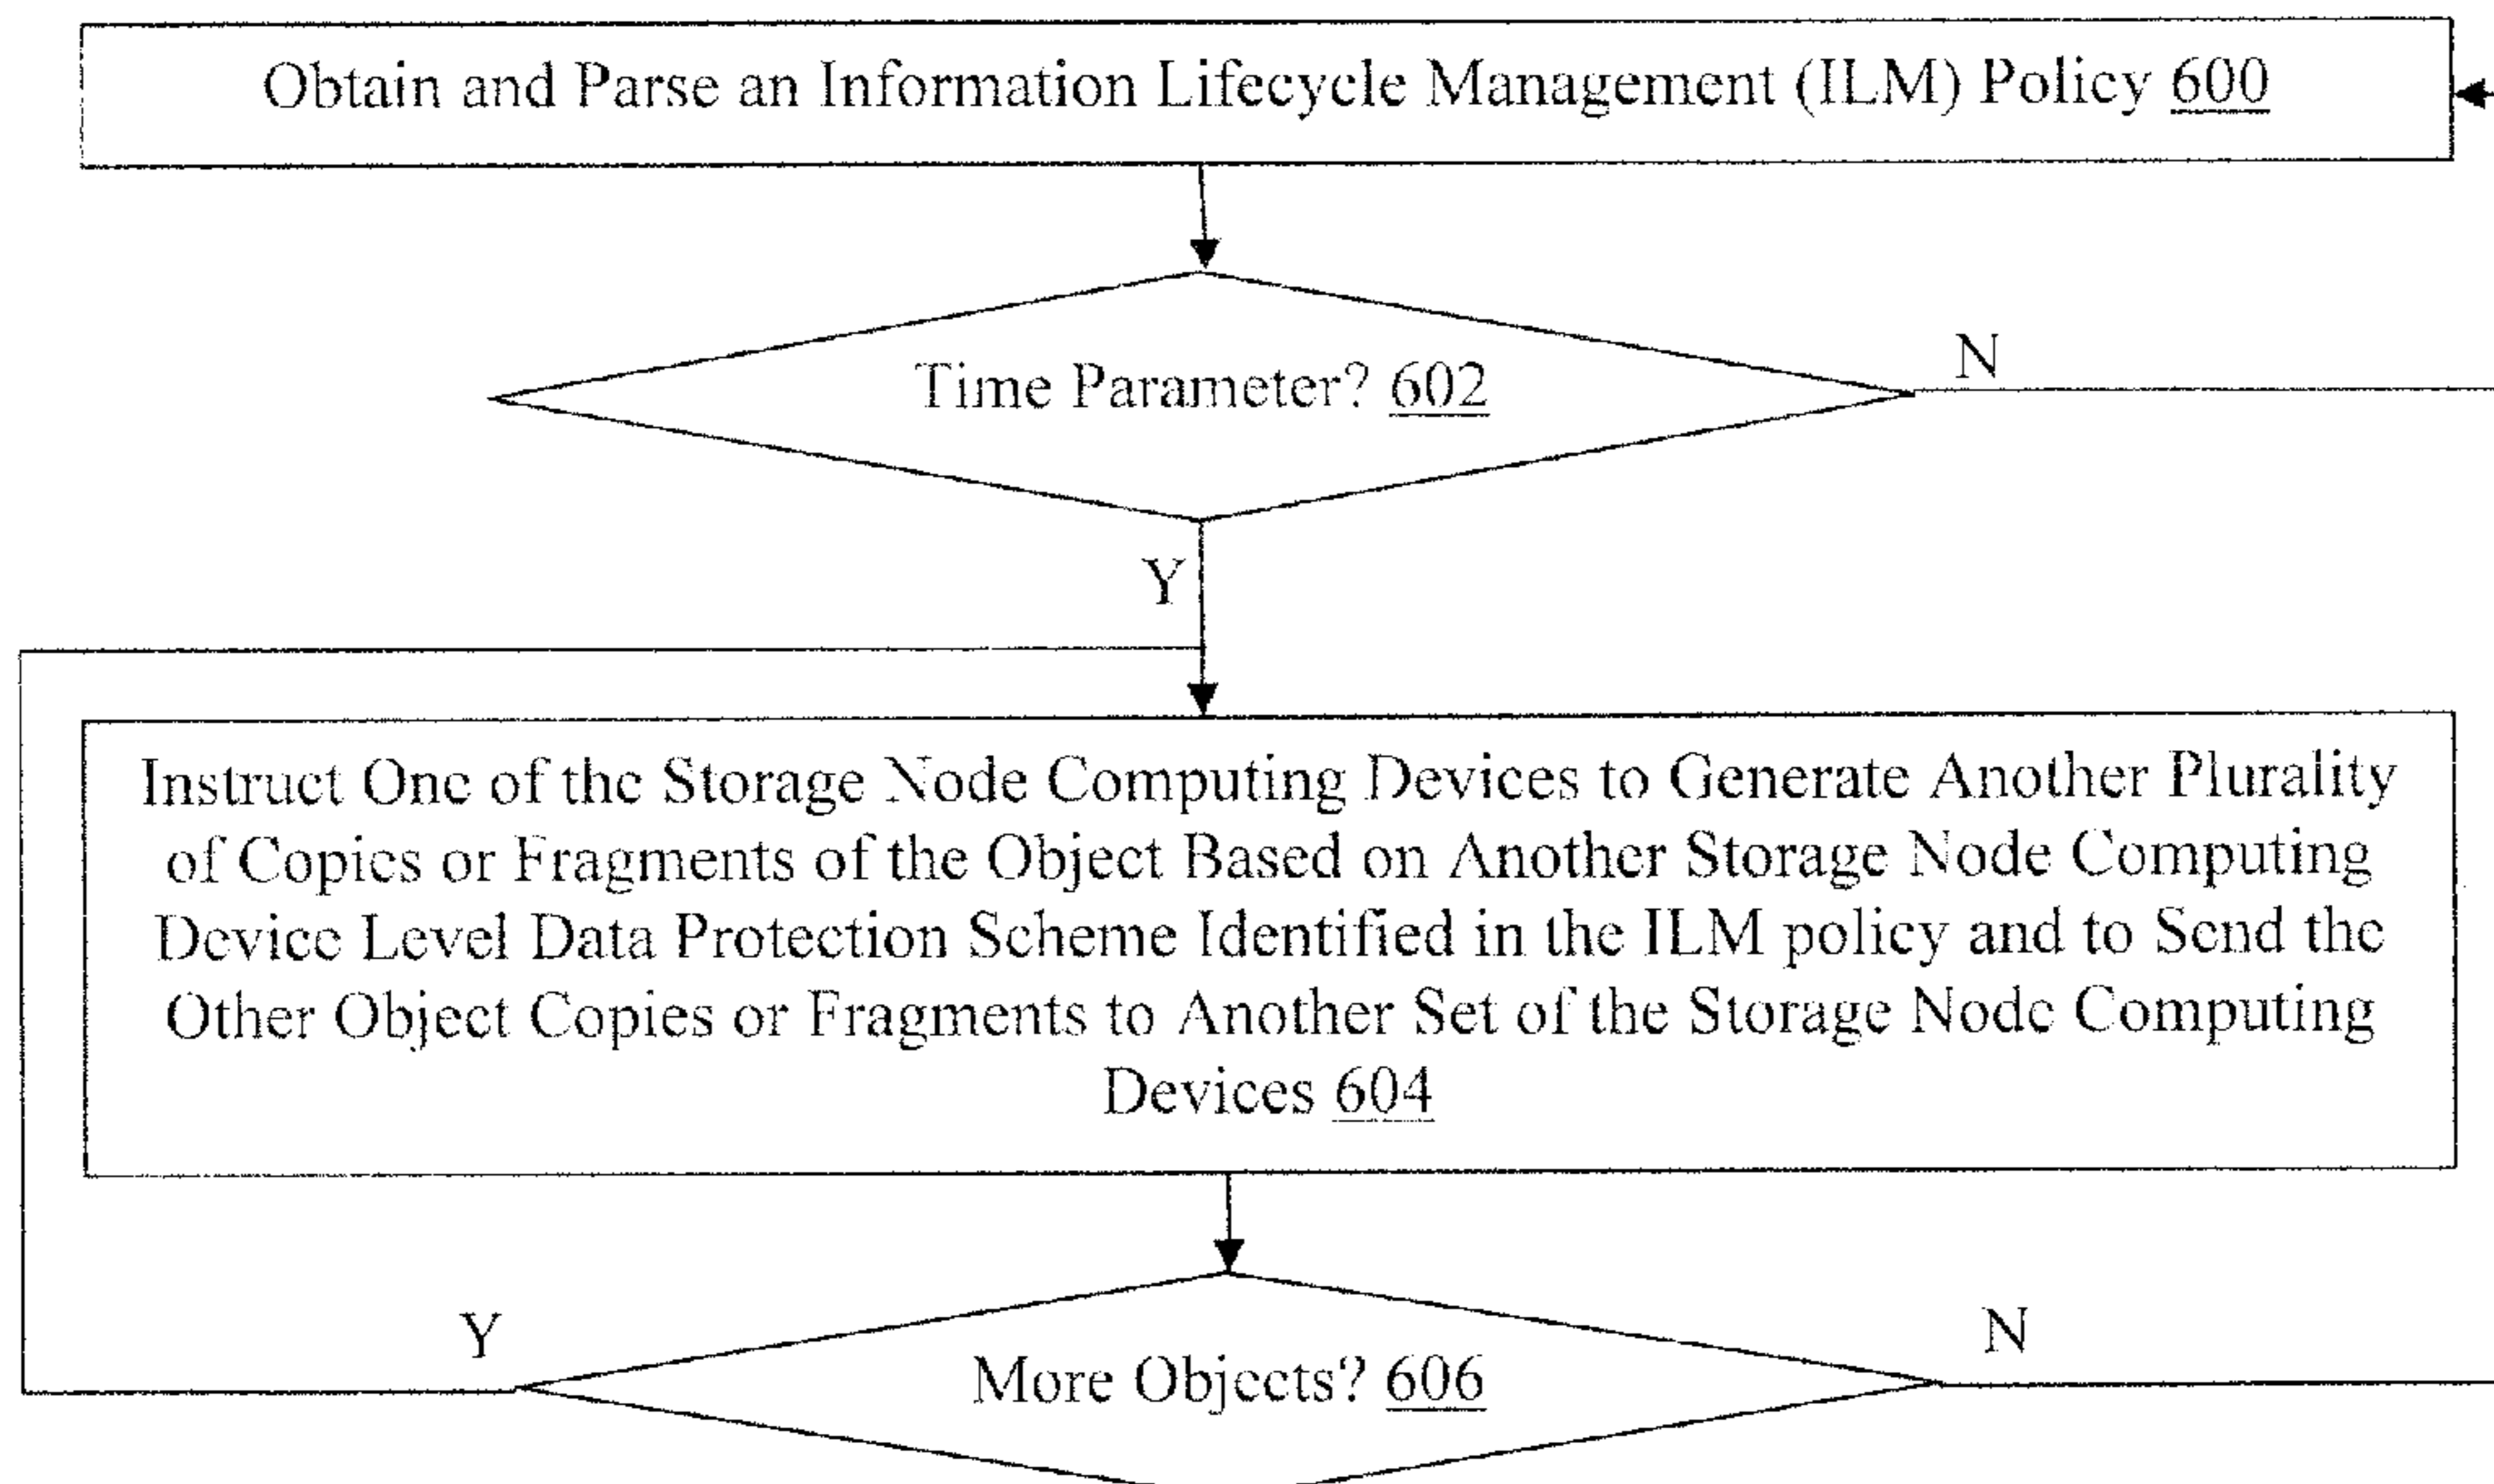 Obtain and Parse an Information Lifecycle Management (ILM) Policy 600
Time Parameter? 602
N
Y
Instruct One of the Storage Node Computing Devices to Generate Another Plurality
of Copies or Fragments of the Object Based on Another Storage Node Computing
Device Level Data Protection Scheme Identified in the ILM policy and to Send the
Other Object Copies or Fragments to Another Set of the Storage Node Computing
Devices 604
Y
N
More Objects? 606